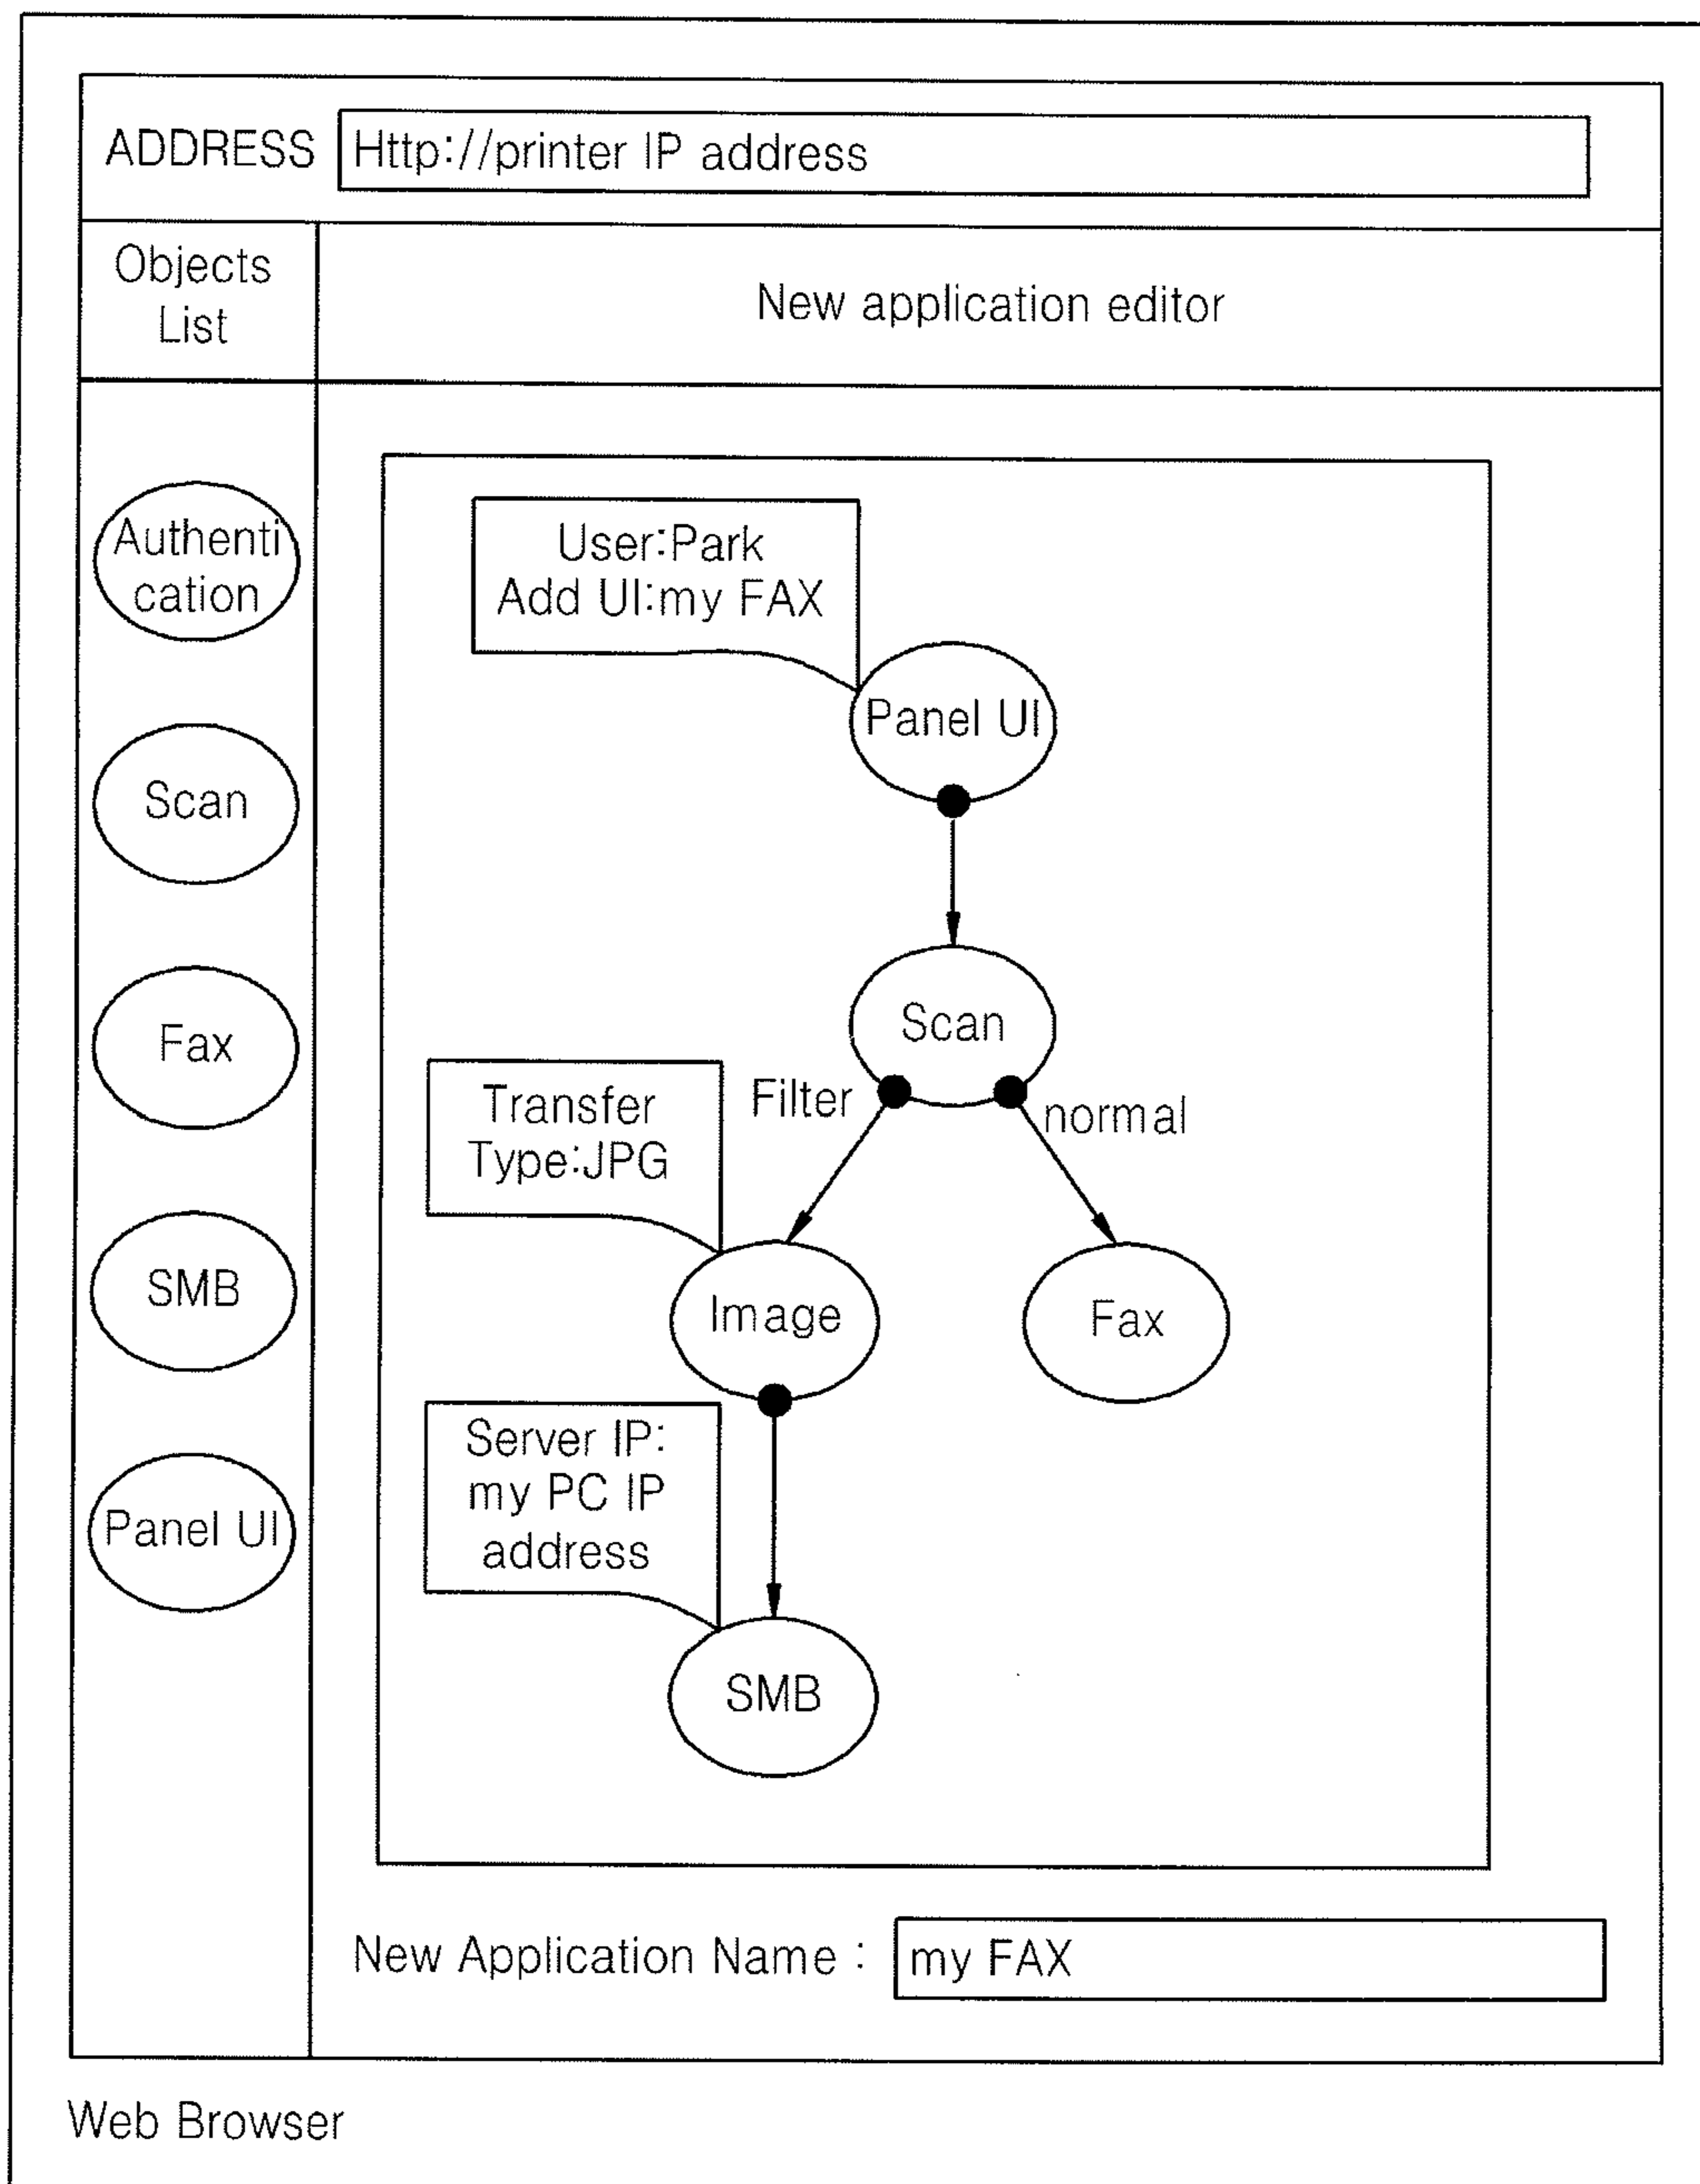 ADDRESS
Http://printer IP address
Objects
List
New application editor
Authenti
cation
Scan
Fax
SMB
Panel UI
User:Park
Add UI:my FAX
Panel UI
Scan
Filter
normal
Transfer
Type:JPG
Image
Fax
Server IP:
my PC IP
address
SMB
New Application Name :
my FAX
Web Browser